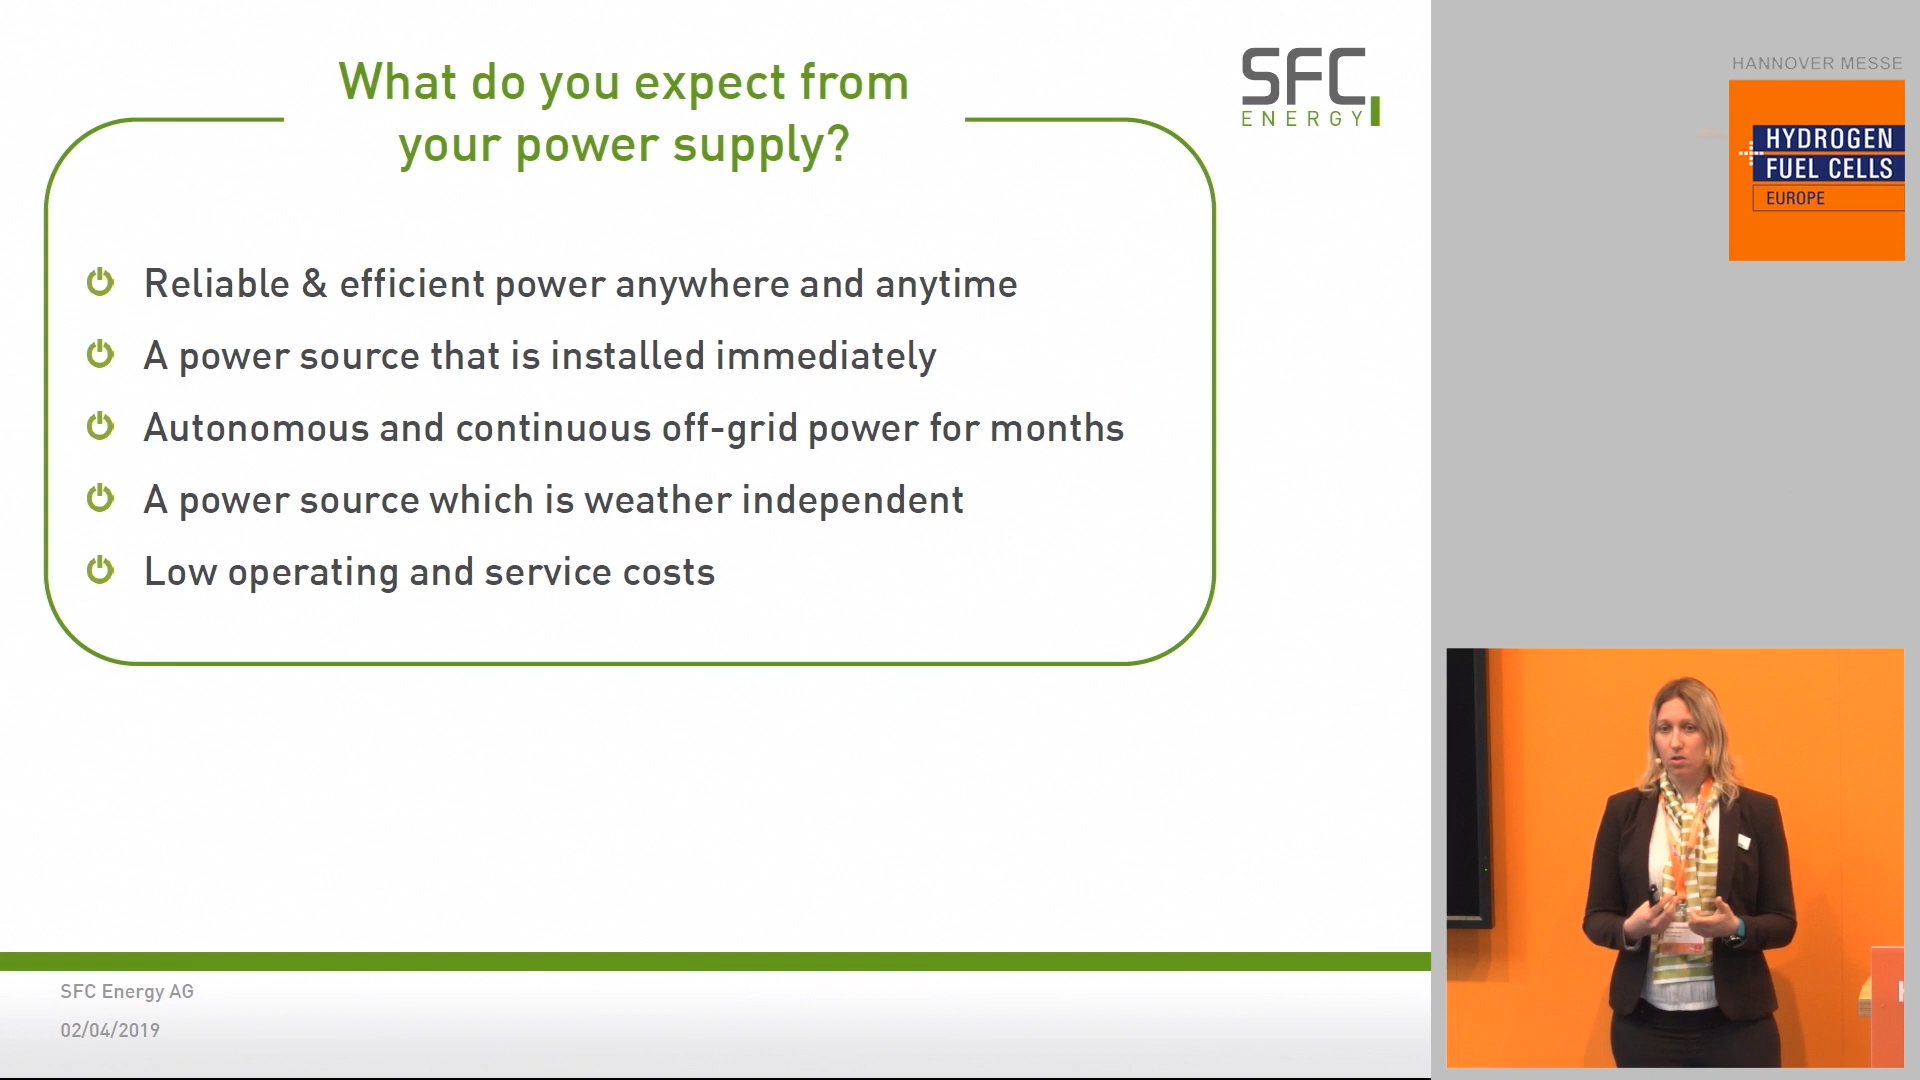 What do you expect from
your power supply?
SFC
ENERGY
Reliable & efficient power anywhere and anytime
A power source that is installed immediately
Autonomous and continuous off-grid power for months
A power source which is weather independent
Low operating and service costs
SFC Energy AG
02/04/2019
HANNOVER MESSE
HYDROGEN
FUEL CELLS
EUROPE